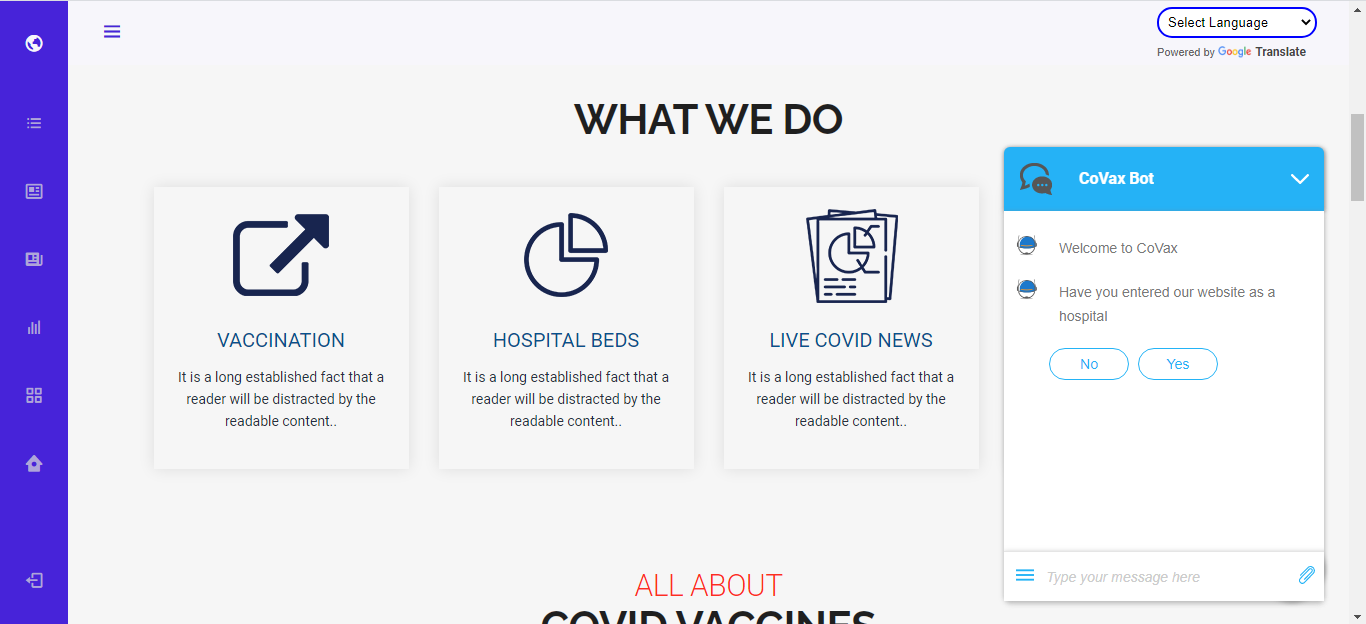 Select Language
Powered by Google Translate
WHAT WE DO
VACCINATION
It is a long established fact that a
reader will be distracted by the
readable content..
HOSPITAL BEDS
It is a long established fact that a
reader will be distracted by the
readable content..
LIVE COVID NEWS
It is a long established fact that a
reader will be distracted by the
readable content..
ALL ABOUT
COVID VACCINES
CoVax Bot
Welcome to CoVax
Have you entered our website as a
hospital
No
Yes
Type your message here